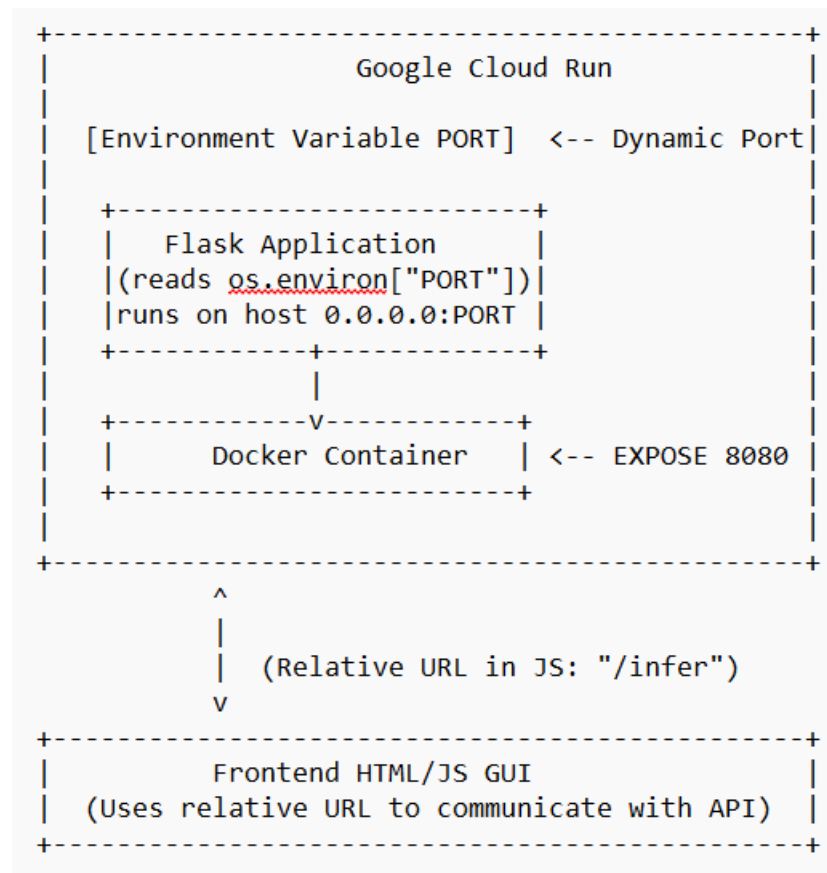 Google Cloud Run
[Environment Variable PORT] <-- Dynamic Port
Flask Application
(reads os.environ["PORT"])
runs on host 0.0.0.0:PORT
Docker Container <-- EXPOSE 8080
(Relative URL in JS: "/infer")
Frontend HTML/JS GUI
(Uses relative URL to communicate with API)